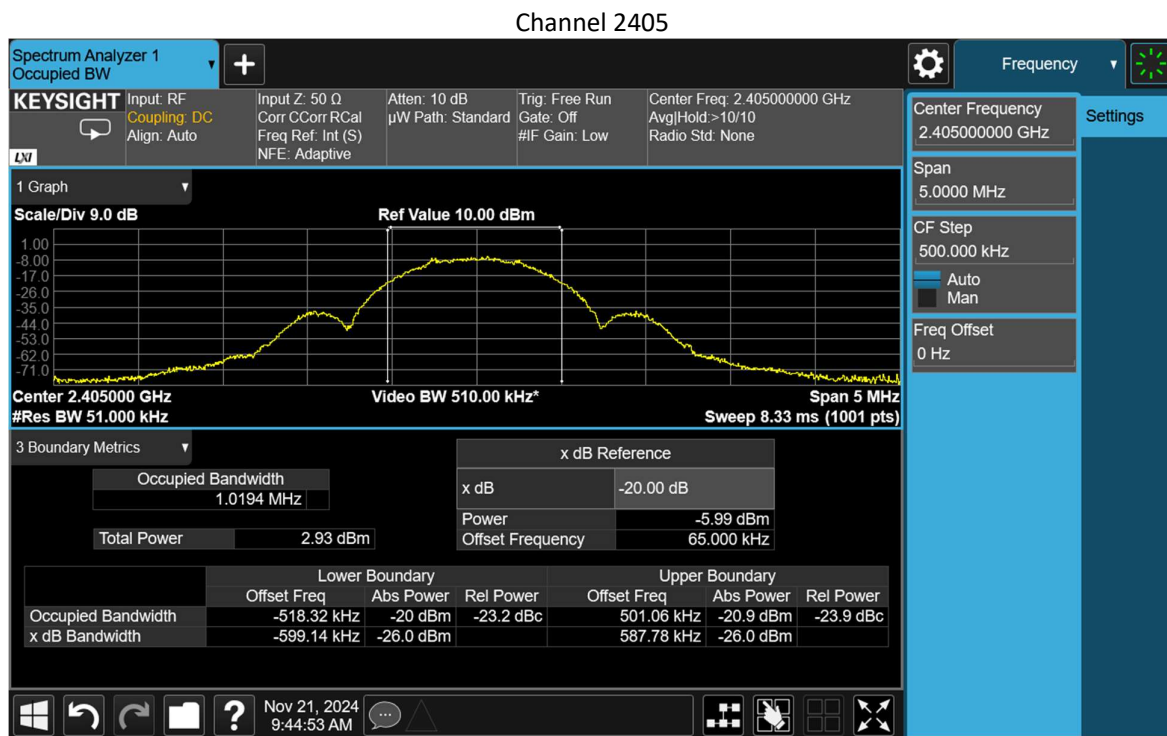 Channel 2405
Spectrum Analyzer 1
Occupied BW
+
Frequency
KEYSIGHT
LXI
Input: RF
Coupling: DC
Align: Auto
Input Z: 50 Ω
Corr CCorr RCal
Freq Ref: Int (S)
NFE: Adaptive
Atten: 10 dB
µW Path: Standard
Trig: Free Run
Gate: Off
#IF Gain: Low
Center Freq: 2.405000000 GHz
Avg|Hold:>10/10
Radio Std: None
Center Frequency
2.405000000 GHz
Settings
Span
5.0000 MHz
CF Step
500.000 kHz
Auto
Man
Freq Offset
0 Hz
1 Graph
Scale/Div 9.0 dB Ref Value 10.00 dBm
1.00
-8.00
-17.0
-26.0
-35.0
-44.0
-53.0
-62.0
-71.0
Center 2.405000 GHz Video BW 510.00 kHz* Span 5 MHz
#Res BW 51.000 kHz Sweep 8.33 ms (1001 pts)
3 Boundary Metrics
Occupied Bandwidth
1.0194 MHz
Total Power 2.93 dBm
x dB Reference
x dB -20.00 dB
Power -5.99 dBm
Offset Frequency 65.000 kHz
Lower Boundary Upper Boundary
Offset Freq Abs Power Rel Power Offset Freq Abs Power Rel Power
Occupied Bandwidth -518.32 kHz -20 dBm -23.2 dBc 501.06 kHz -20.9 dBm -23.9 dBc
x dB Bandwidth -599.14 kHz -26.0 dBm 587.78 kHz -26.0 dBm
?
Nov 21, 2024
9:44:53 AM